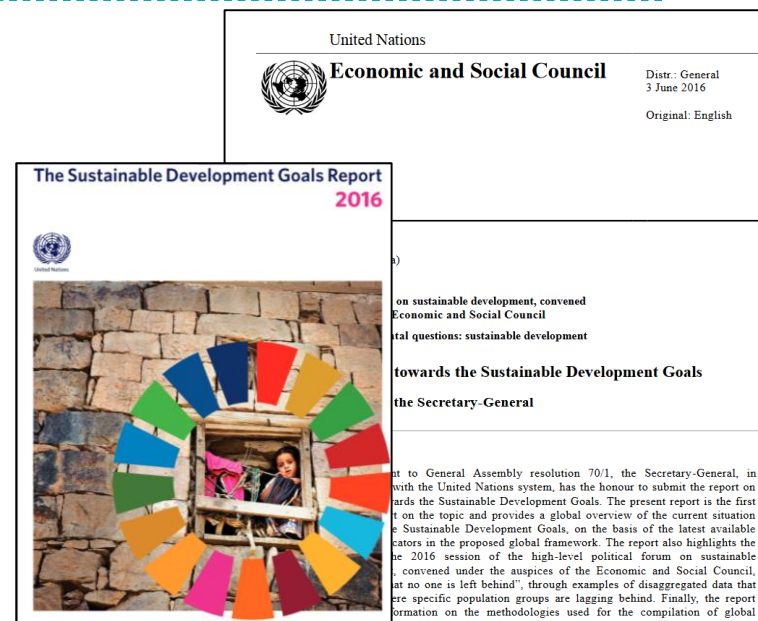 United Nations
Economic and Social Council
Distr.: General
3 June 2016
Original: English
The Sustainable Development Goals Report
2016
United Nations
a)
on sustainable development, convened
Economic and Social Council
ntal questions: sustainable development
towards the Sustainable Development Goals
the Secretary-General
nt to General Assembly resolution 70/1, the Secretary-General, in
with the United Nations system, has the honour to submit the report on
ards the Sustainable Development Goals. The present report is the first
t on the topic and provides a global overview of the current situation
e Sustainable Development Goals, on the basis of the latest available
cators in the proposed global framework. The report also highlights the
he 2016 session of the high-level political forum on sustainable
, convened under the auspices of the Economic and Social Council,
at no one is left behind”, through examples of disaggregated data that
ere specific population groups are lagging behind. Finally, the report
formation on the methodologies used for the compilation of global